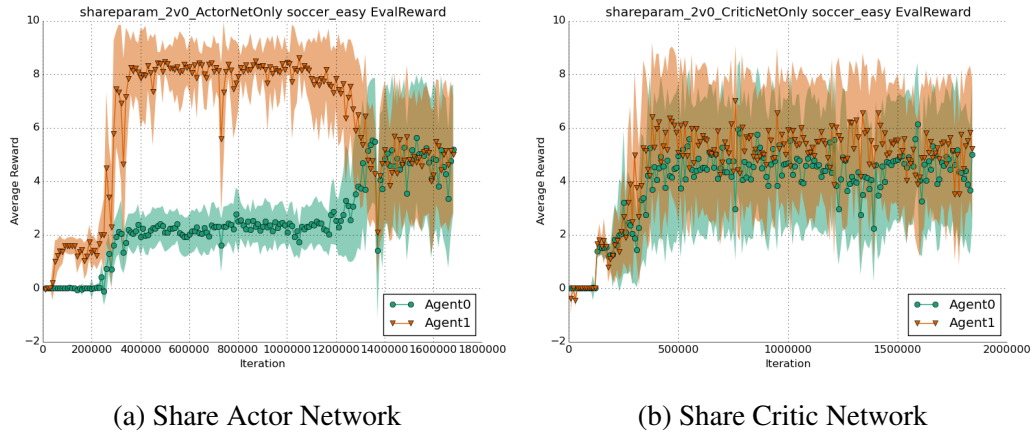 shareparam_2v0_ActorNetOnly soccer_easy EvalReward
10
8
6
4
2
0
−2
Average Reward
0 200000 400000 600000 800000 1000000 1200000 1400000 1600000 1800000
Iteration
Agent0
Agent1
(a) Share Actor Network
shareparam_2v0_CriticNetOnly soccer_easy EvalReward
10
8
6
4
2
0
−2
Average Reward
0 500000 1000000 1500000 2000000
Iteration
Agent0
Agent1
(b) Share Critic Network